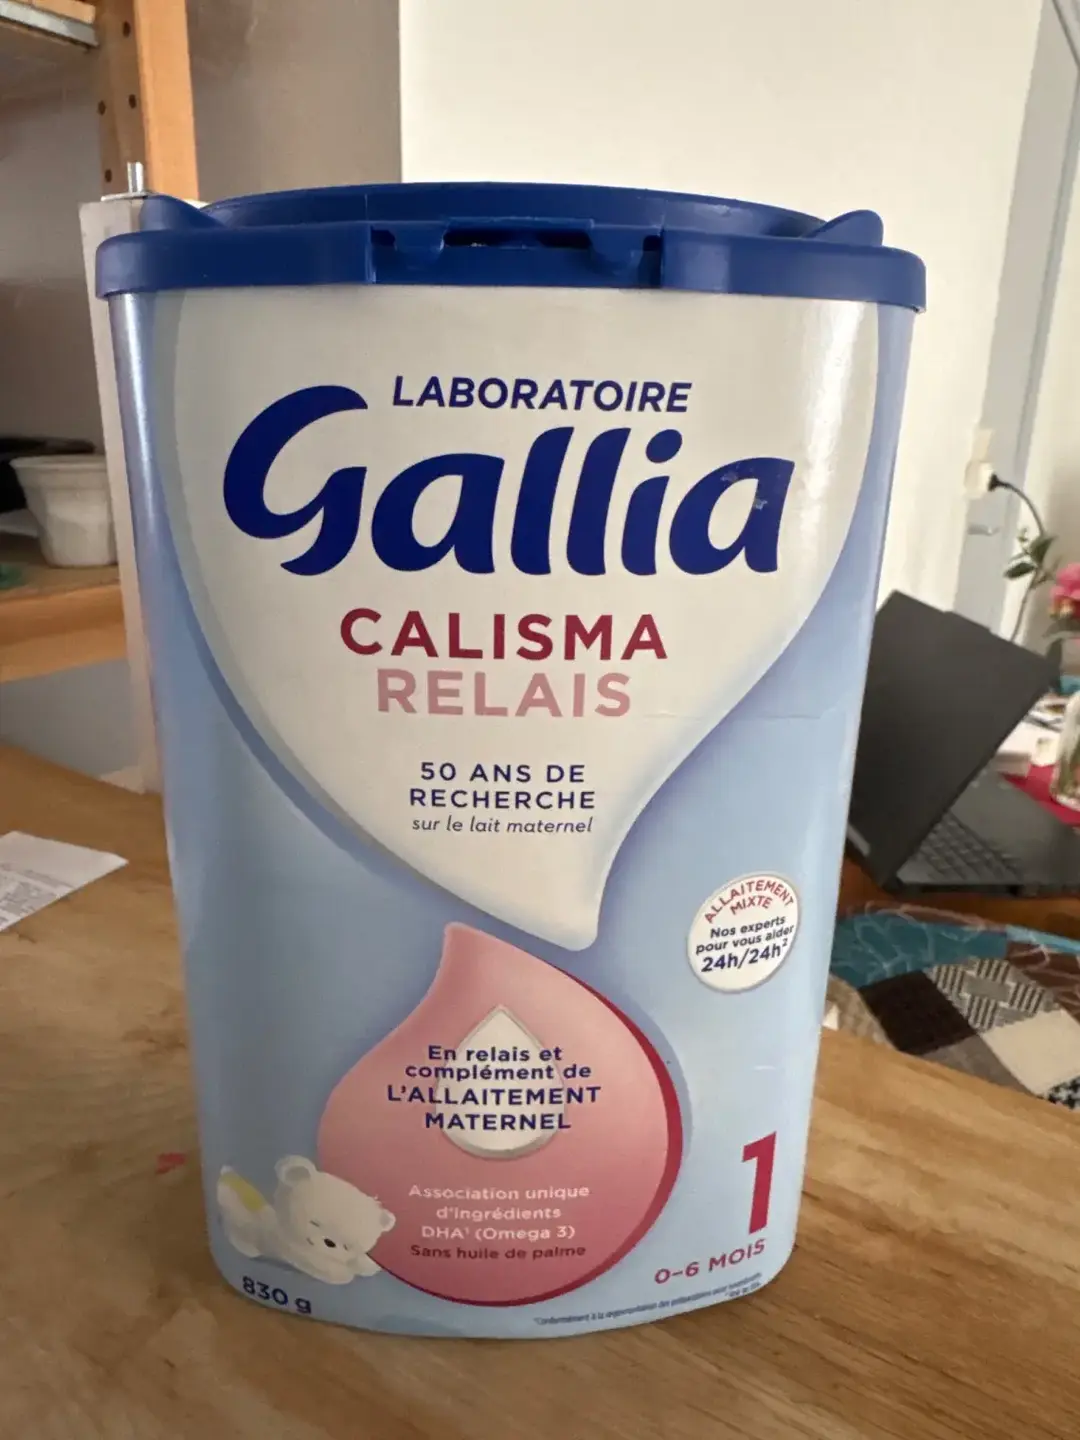 LABORATOIRE
Gallia
CALISMA
RELAIS
50 ANS DE
RECHERCHE
sur le lait maternel
ALLAITEMENT
MIXTE
Nos experts
pour vous aider
24h/24h²
En relais et
complément de
L'ALLAITEMENT
MATERNEL
Association unique
d'ingrédients
DHA¹ (Omega 3)
Sans huile de palme
1
0-6 MOIS
830 g